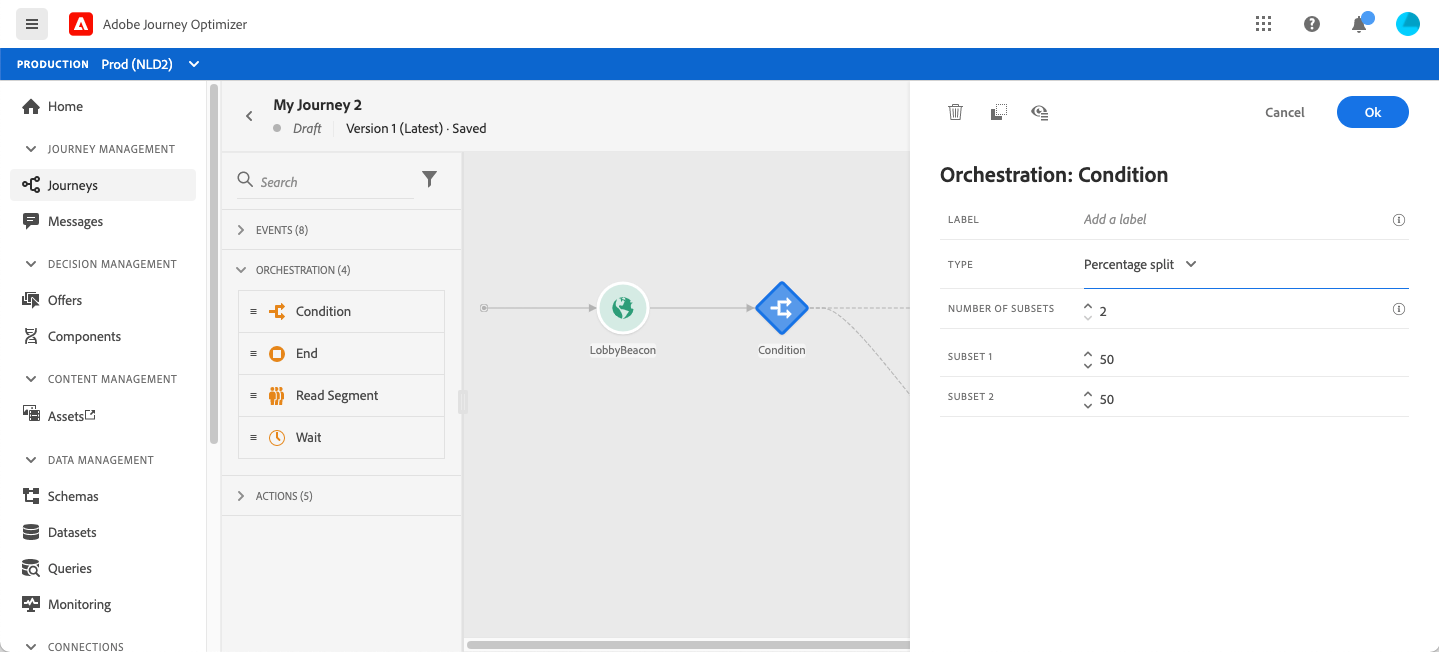 Adobe Journey Optimizer
PRODUCTION Prod (NLD2)
Home
JOURNEY MANAGEMENT
Journeys
Messages
DECISION MANAGEMENT
Offers
Components
CONTENT MANAGEMENT
Assets
DATA MANAGEMENT
Schemas
Datasets
Queries
Monitoring
CONNECTIONS
My Journey 2
Draft Version 1 (Latest) · Saved
Search
EVENTS (8)
ORCHESTRATION (4)
Condition
End
Read Segment
Wait
ACTIONS (5)
LobbyBeacon
Condition
Cancel Ok
Orchestration: Condition
LABEL Add a label
TYPE Percentage split
NUMBER OF SUBSETS 2
SUBSET 1 50
SUBSET 2 50